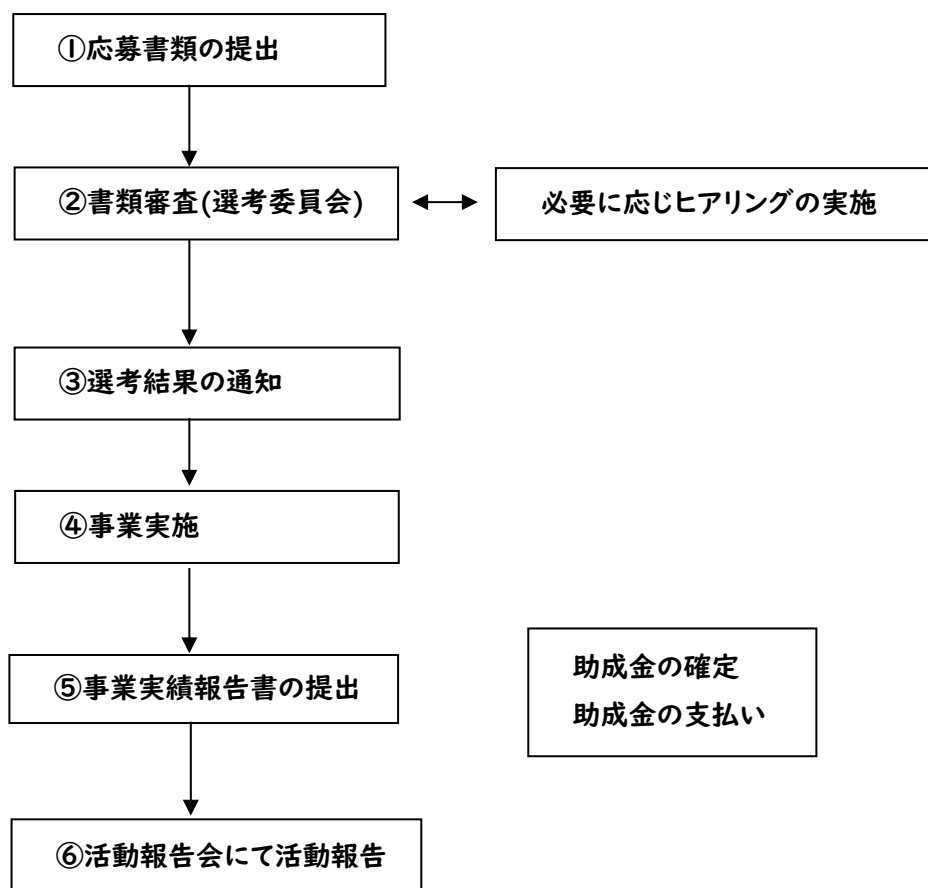 ①応募書類の提出
②書類審査(選考委員会)
必要に応じヒアリングの実施
③選考結果の通知
④事業実施
⑤事業実績報告書の提出
助成金の確定
助成金の支払い
⑥活動報告会にて活動報告